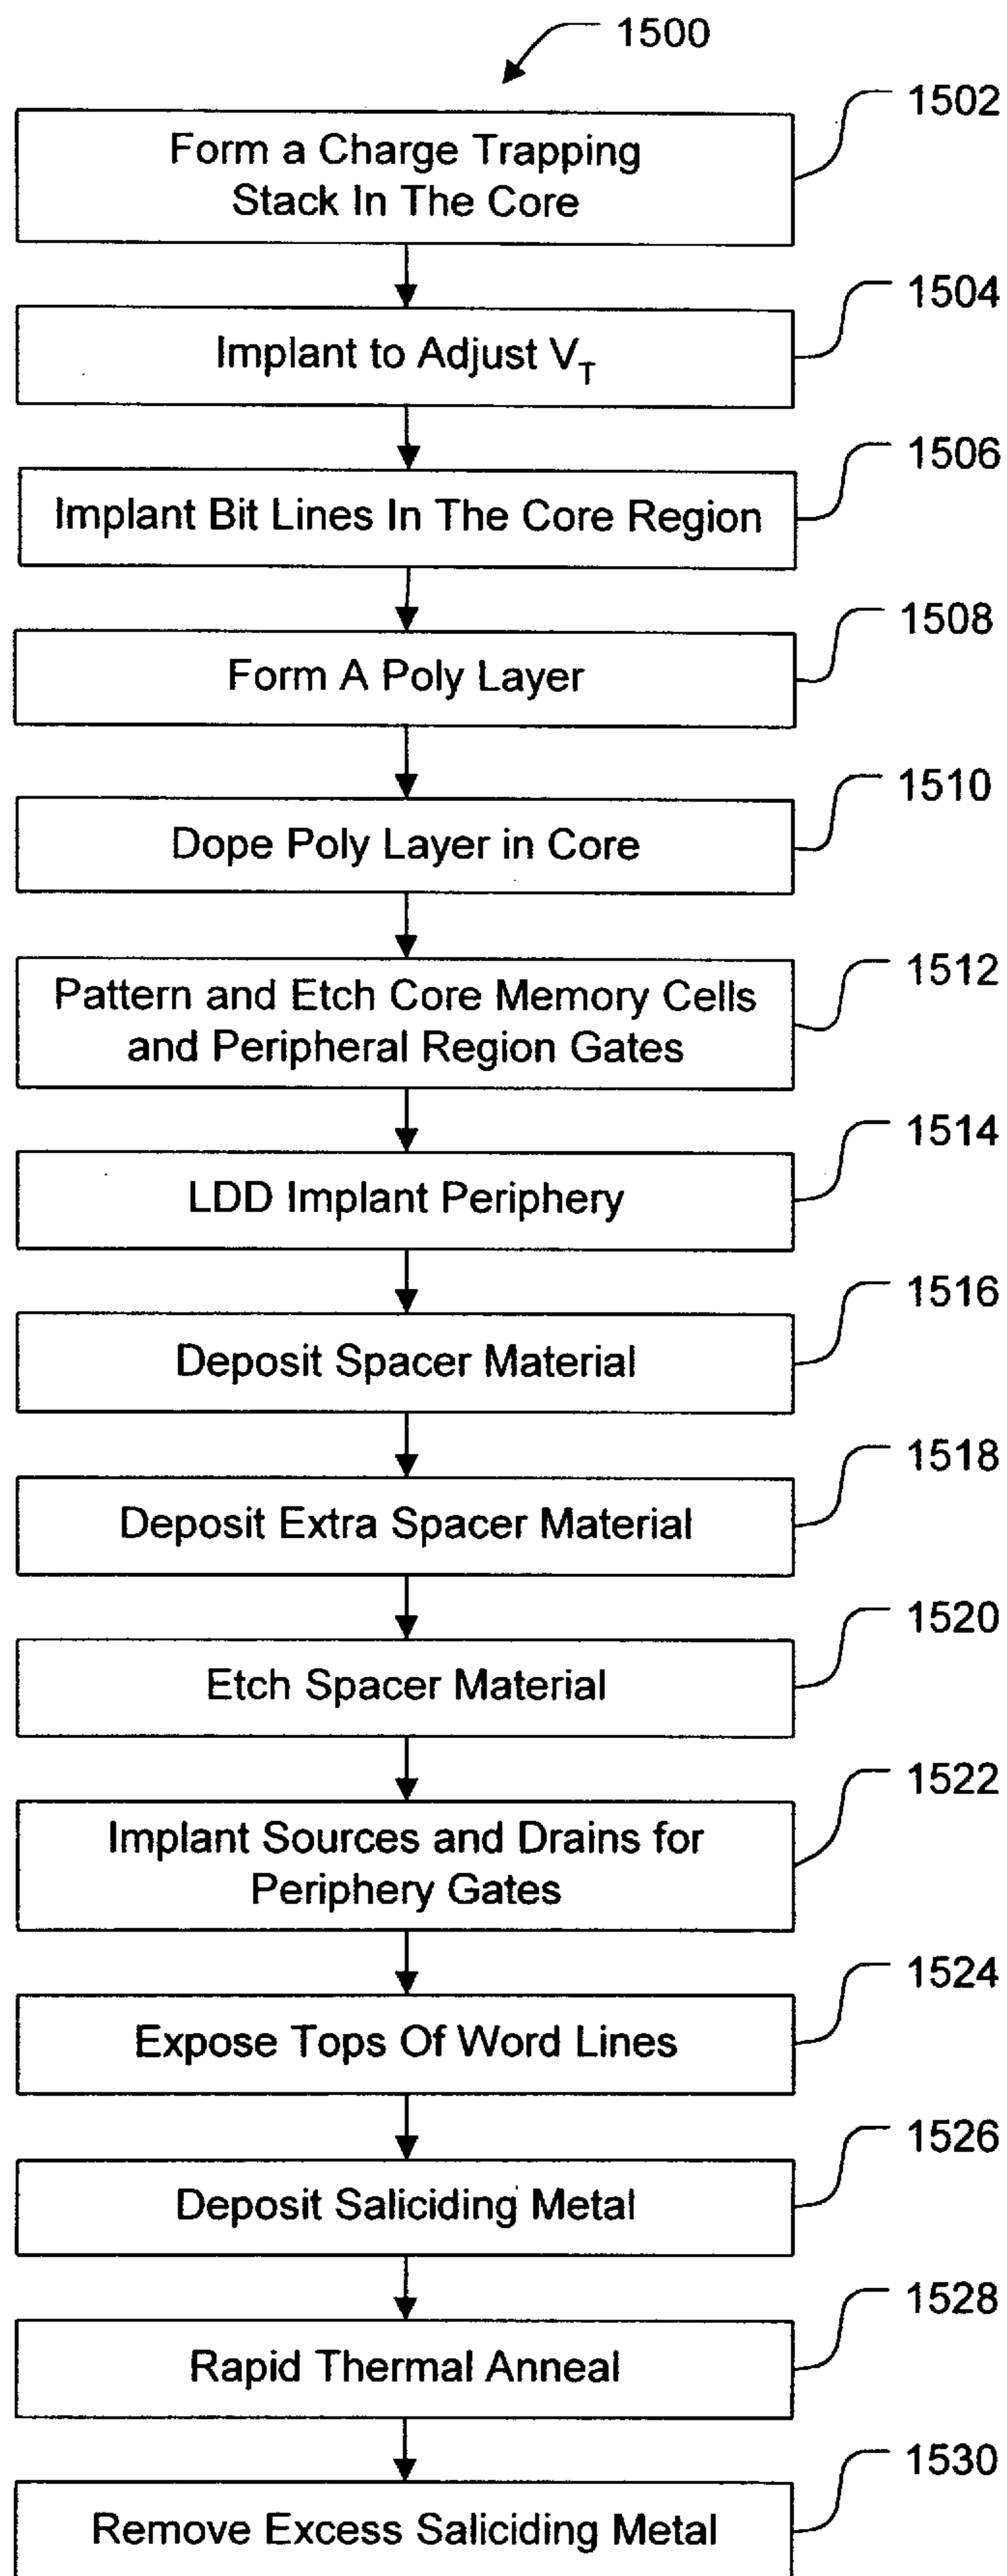 1500
1502
Form a Charge Trapping
Stack In The Core
1504
Implant to Adjust VT
1506
Implant Bit Lines In The Core Region
1508
Form A Poly Layer
1510
Dope Poly Layer in Core
1512
Pattern and Etch Core Memory Cells
and Peripheral Region Gates
1514
LDD Implant Periphery
1516
Deposit Spacer Material
1518
Deposit Extra Spacer Material
1520
Etch Spacer Material
1522
Implant Sources and Drains for
Periphery Gates
1524
Expose Tops Of Word Lines
1526
Deposit Saliciding Metal
1528
Rapid Thermal Anneal
1530
Remove Excess Saliciding Metal